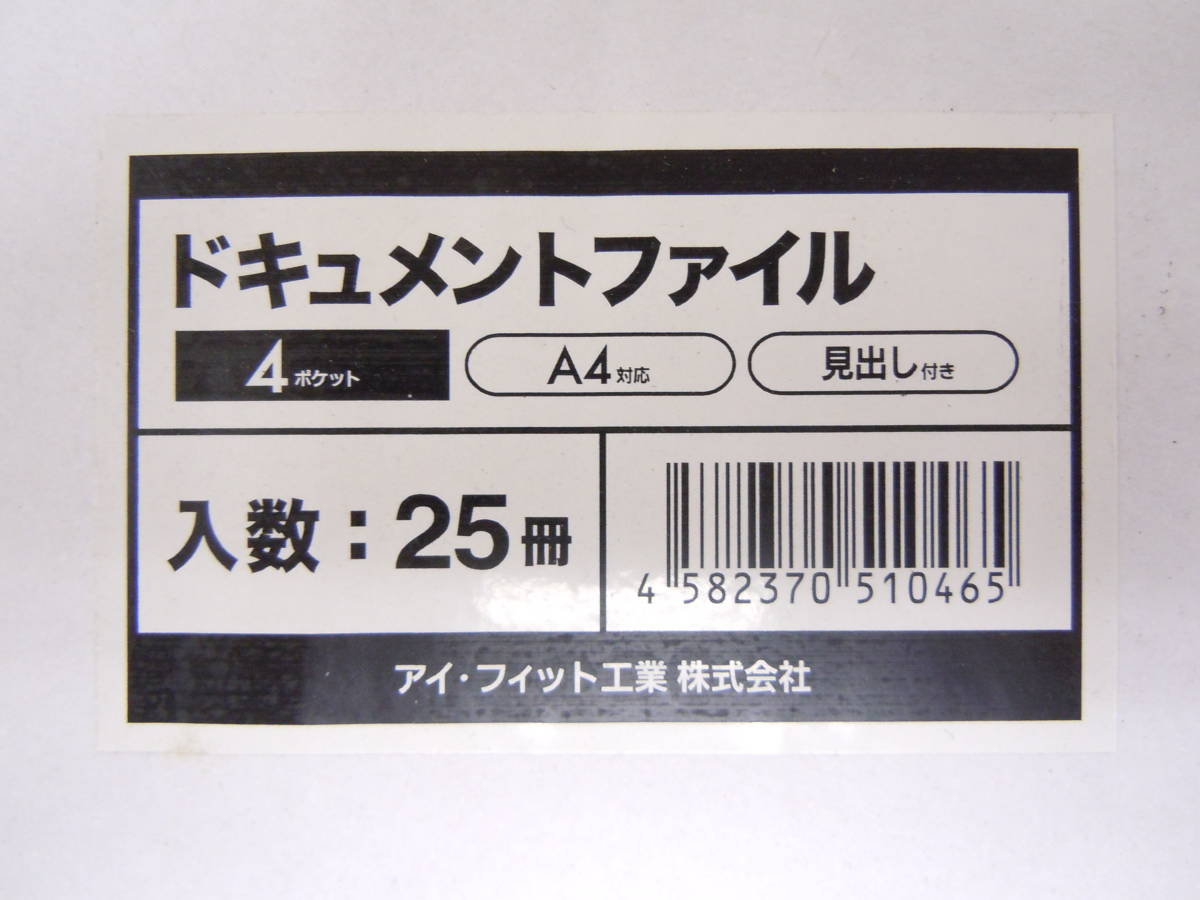 ドキュメントファイル
4ポケット A4対応 見出し付き
入数：25冊
4 582370 510465
アイ・フィット工業 株式会社